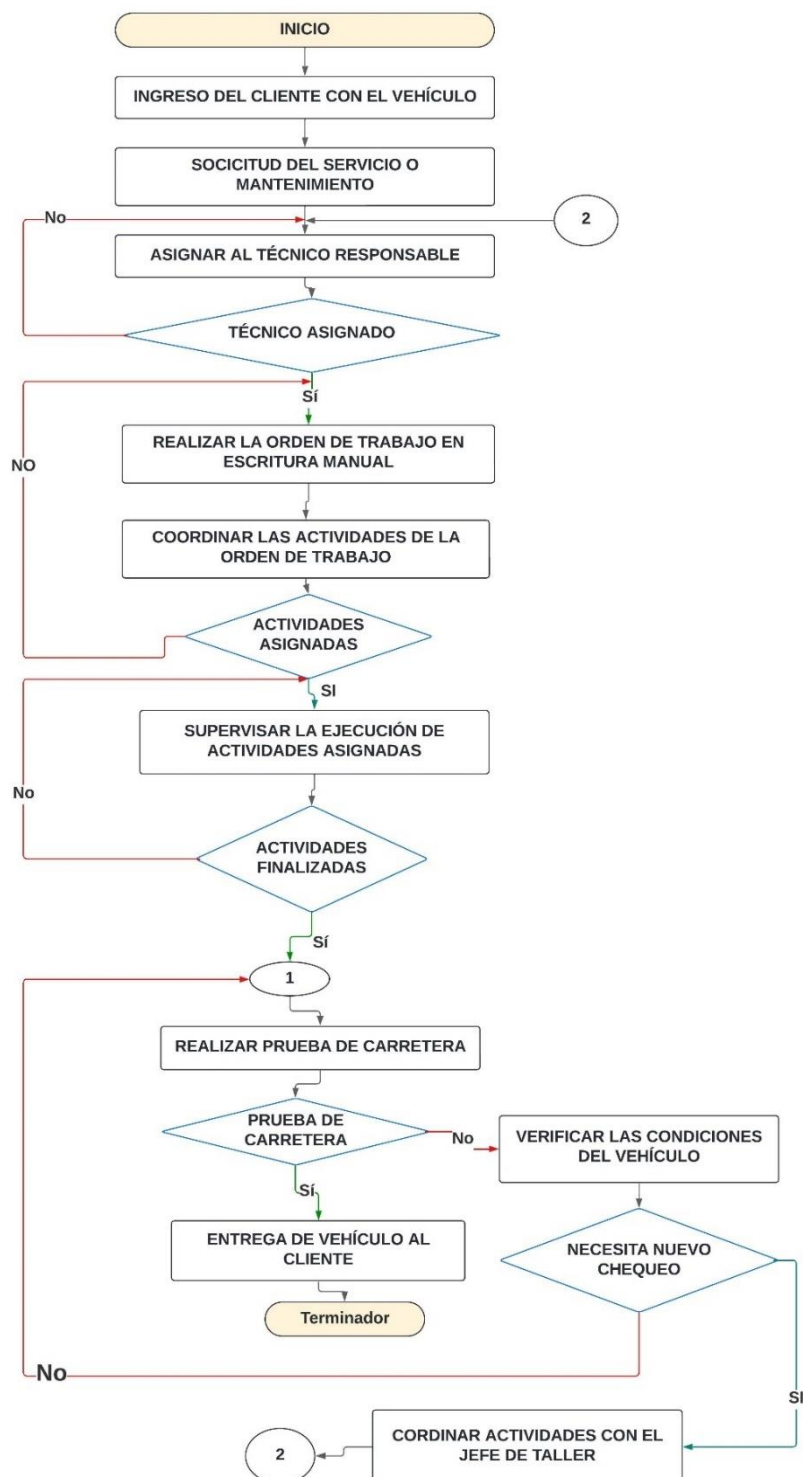 INICIO
INGRESO DEL CLIENTE CON EL VEHÍCULO
SOCICITUD DEL SERVICIO O
MANTENIMIENTO
No
2
ASIGNAR AL TÉCNICO RESPONSABLE
TÉCNICO ASIGNADO
Sí
REALIZAR LA ORDEN DE TRABAJO EN
ESCRITURA MANUAL
NO
COORDINAR LAS ACTIVIDADES DE LA
ORDEN DE TRABAJO
ACTIVIDADES
ASIGNADAS
SI
SUPERVISAR LA EJECUCIÓN DE
ACTIVIDADES ASIGNADAS
No
ACTIVIDADES
FINALIZADAS
Sí
1
REALIZAR PRUEBA DE CARRETERA
PRUEBA DE
CARRETERA
No
VERIFICAR LAS CONDICIONES
DEL VEHÍCULO
Sí
ENTREGA DE VEHÍCULO AL
CLIENTE
NECESITA NUEVO
CHEQUEO
Terminador
No
SI
CORDINAR ACTIVIDADES CON EL
JEFE DE TALLER
2